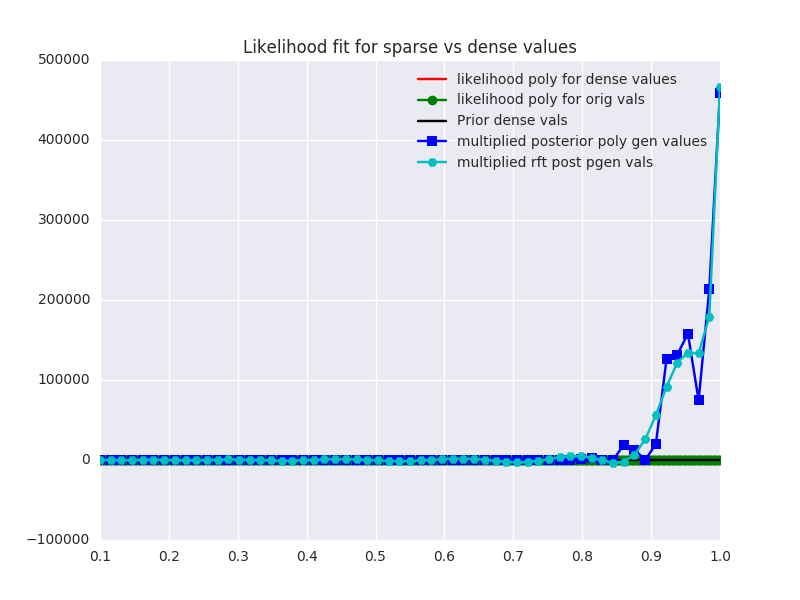 Likelihood fit for sparse vs dense values
500000
400000
300000
200000
100000
0
−100000
likelihood poly for dense values
likelihood poly for orig vals
Prior dense vals
multiplied posterior poly gen values
multiplied rft post pgen vals
0.1 0.2 0.3 0.4 0.5 0.6 0.7 0.8 0.9 1.0